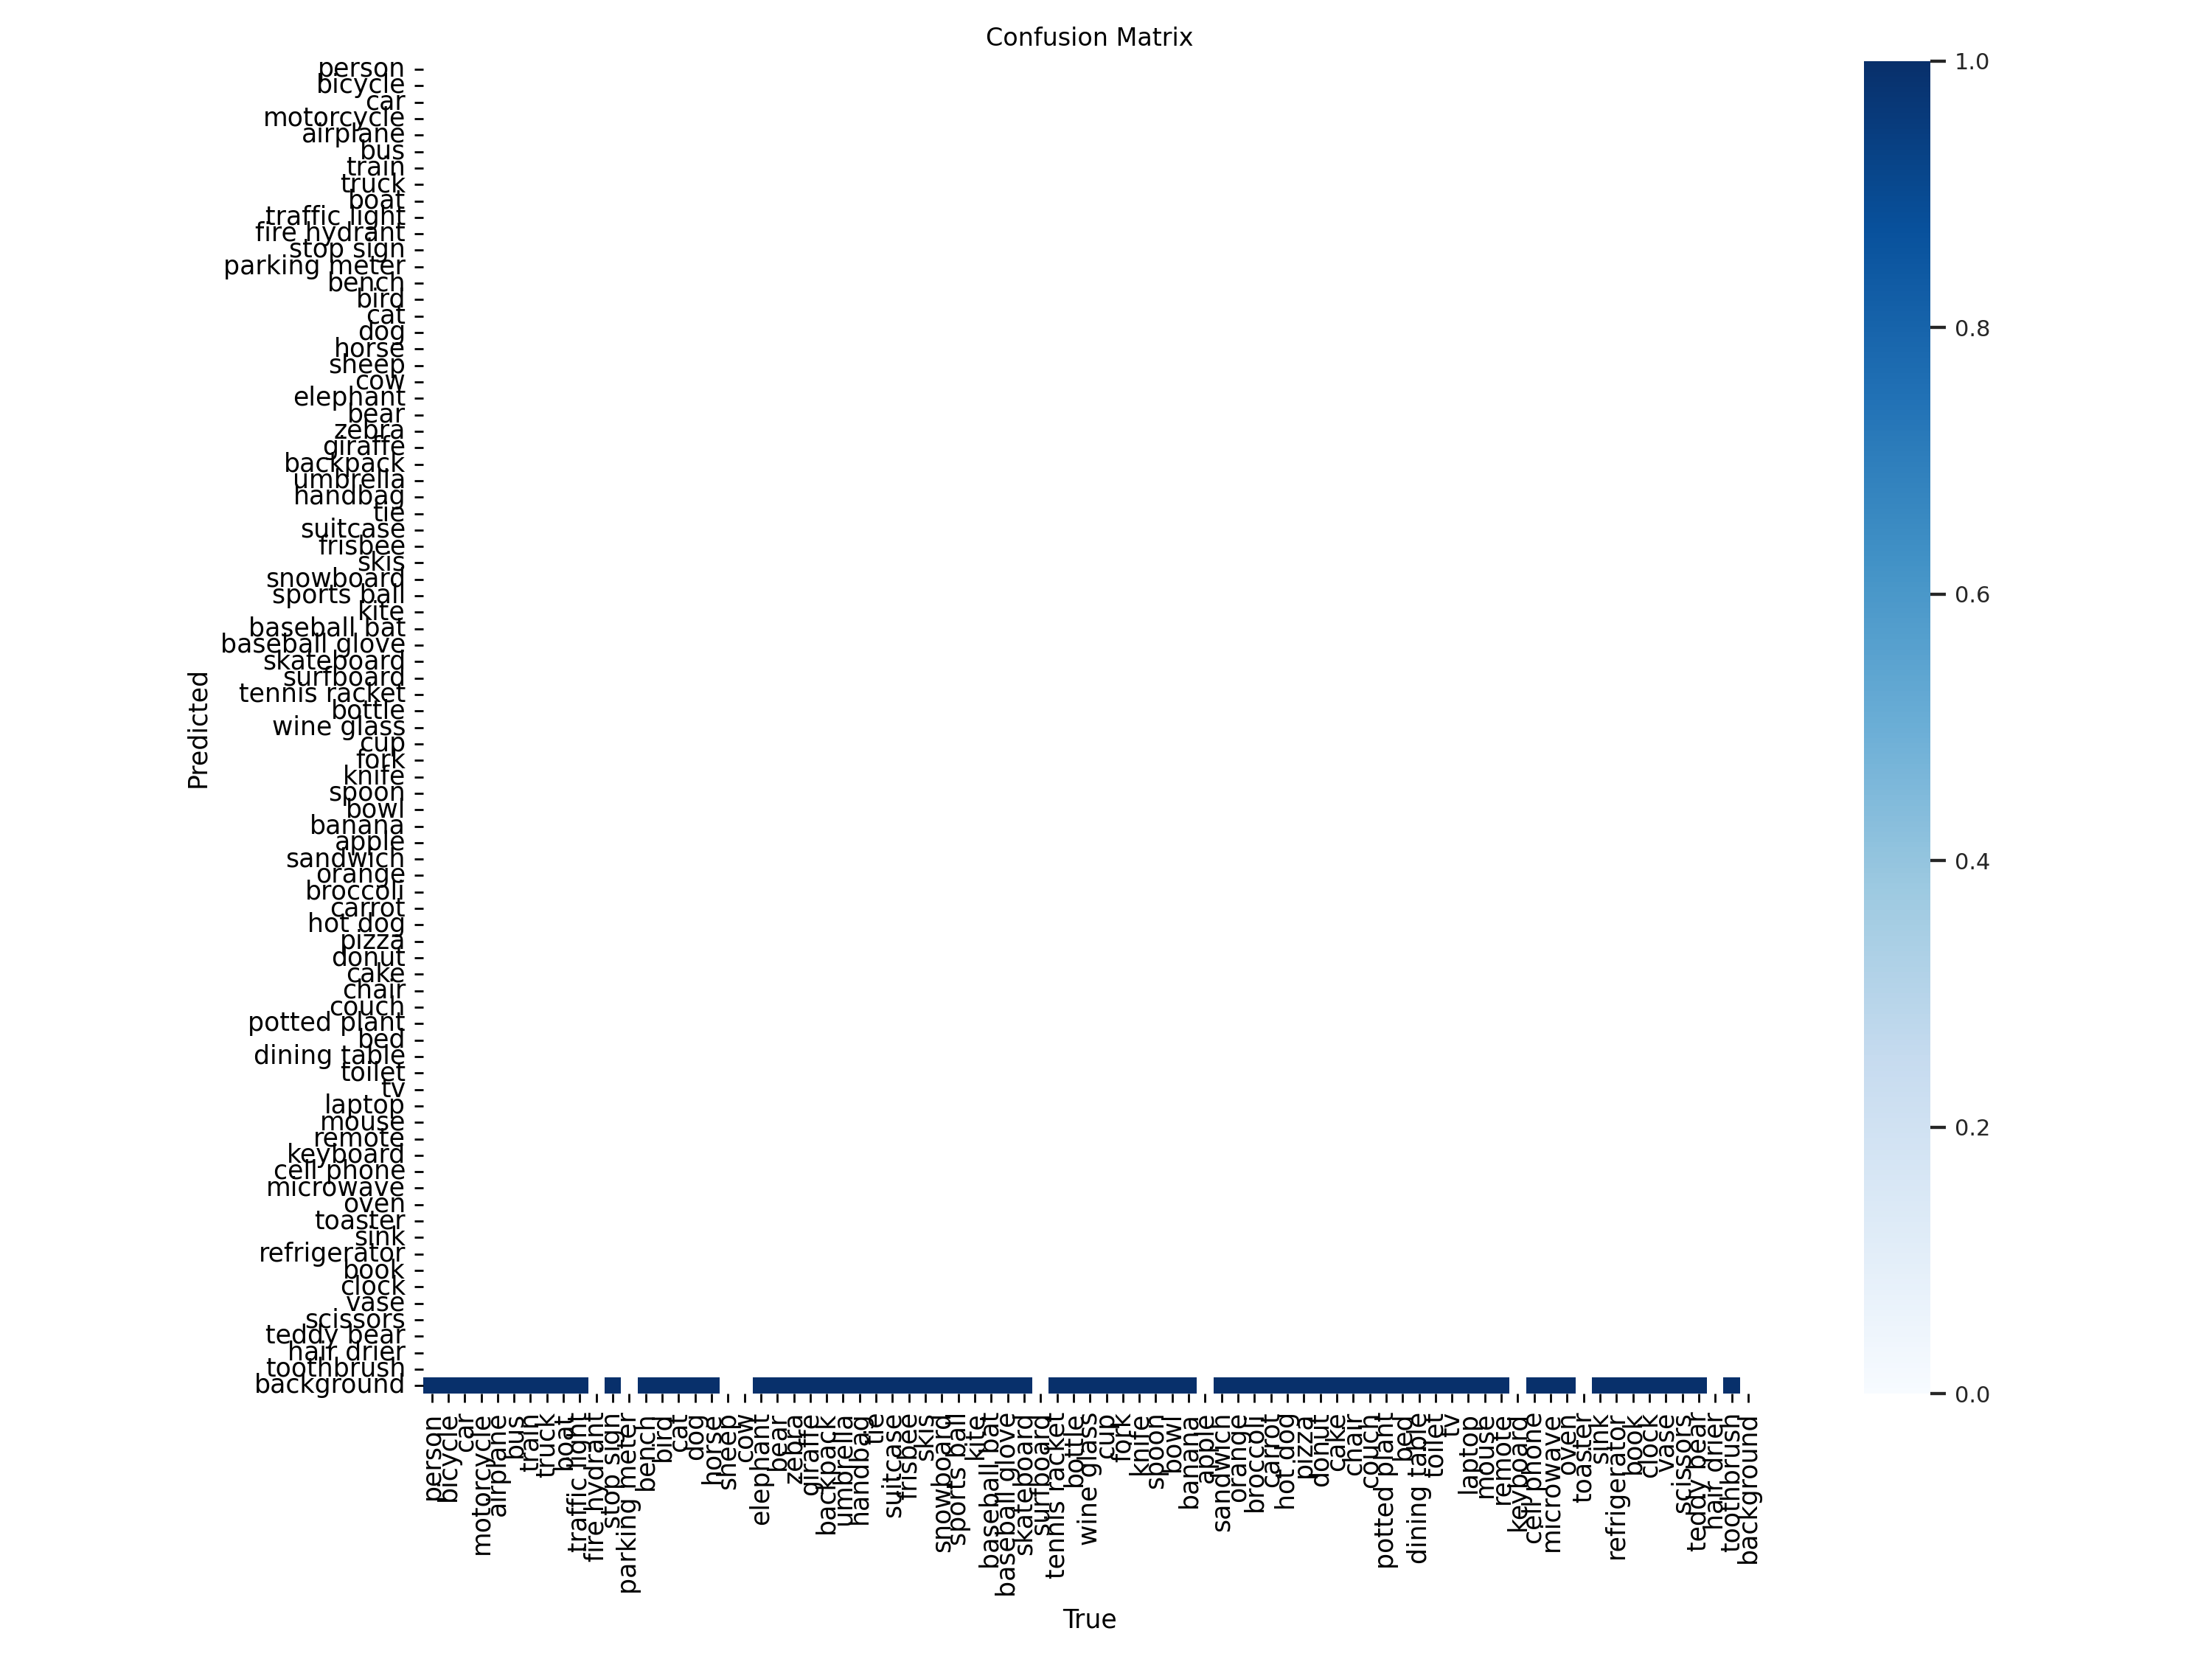 Confusion Matrix
person
bicycle
car
motorcycle
airplane
bus
train
truck
boat
traffic light
fire hydrant
stop sign
parking meter
bench
bird
cat
dog
horse
sheep
cow
elephant
bear
zebra
giraffe
backpack
umbrella
handbag
tie
suitcase
frisbee
skis
snowboard
sports ball
kite
baseball bat
baseball glove
skateboard
surfboard
tennis racket
bottle
wine glass
cup
fork
knife
spoon
bowl
banana
apple
sandwich
orange
broccoli
carrot
hot dog
pizza
donut
cake
chair
couch
potted plant
bed
dining table
toilet
tv
laptop
mouse
remote
keyboard
cell phone
microwave
oven
toaster
sink
refrigerator
book
clock
vase
scissors
teddy bear
hair drier
toothbrush
background
Predicted
person
bicycle
car
motorcycle
airplane
bus
train
truck
boat
traffic light
fire hydrant
stop sign
parking meter
bench
bird
cat
dog
horse
sheep
cow
elephant
bear
zebra
giraffe
backpack
umbrella
handbag
tie
suitcase
frisbee
skis
snowboard
sports ball
kite
baseball bat
baseball glove
skateboard
surfboard
tennis racket
bottle
wine glass
cup
fork
knife
spoon
bowl
banana
apple
sandwich
orange
broccoli
carrot
hot dog
pizza
donut
cake
chair
couch
potted plant
bed
dining table
toilet
tv
laptop
mouse
remote
keyboard
cell phone
microwave
oven
toaster
sink
refrigerator
book
clock
vase
scissors
teddy bear
hair drier
toothbrush
background
True
1.0
0.8
0.6
0.4
0.2
0.0